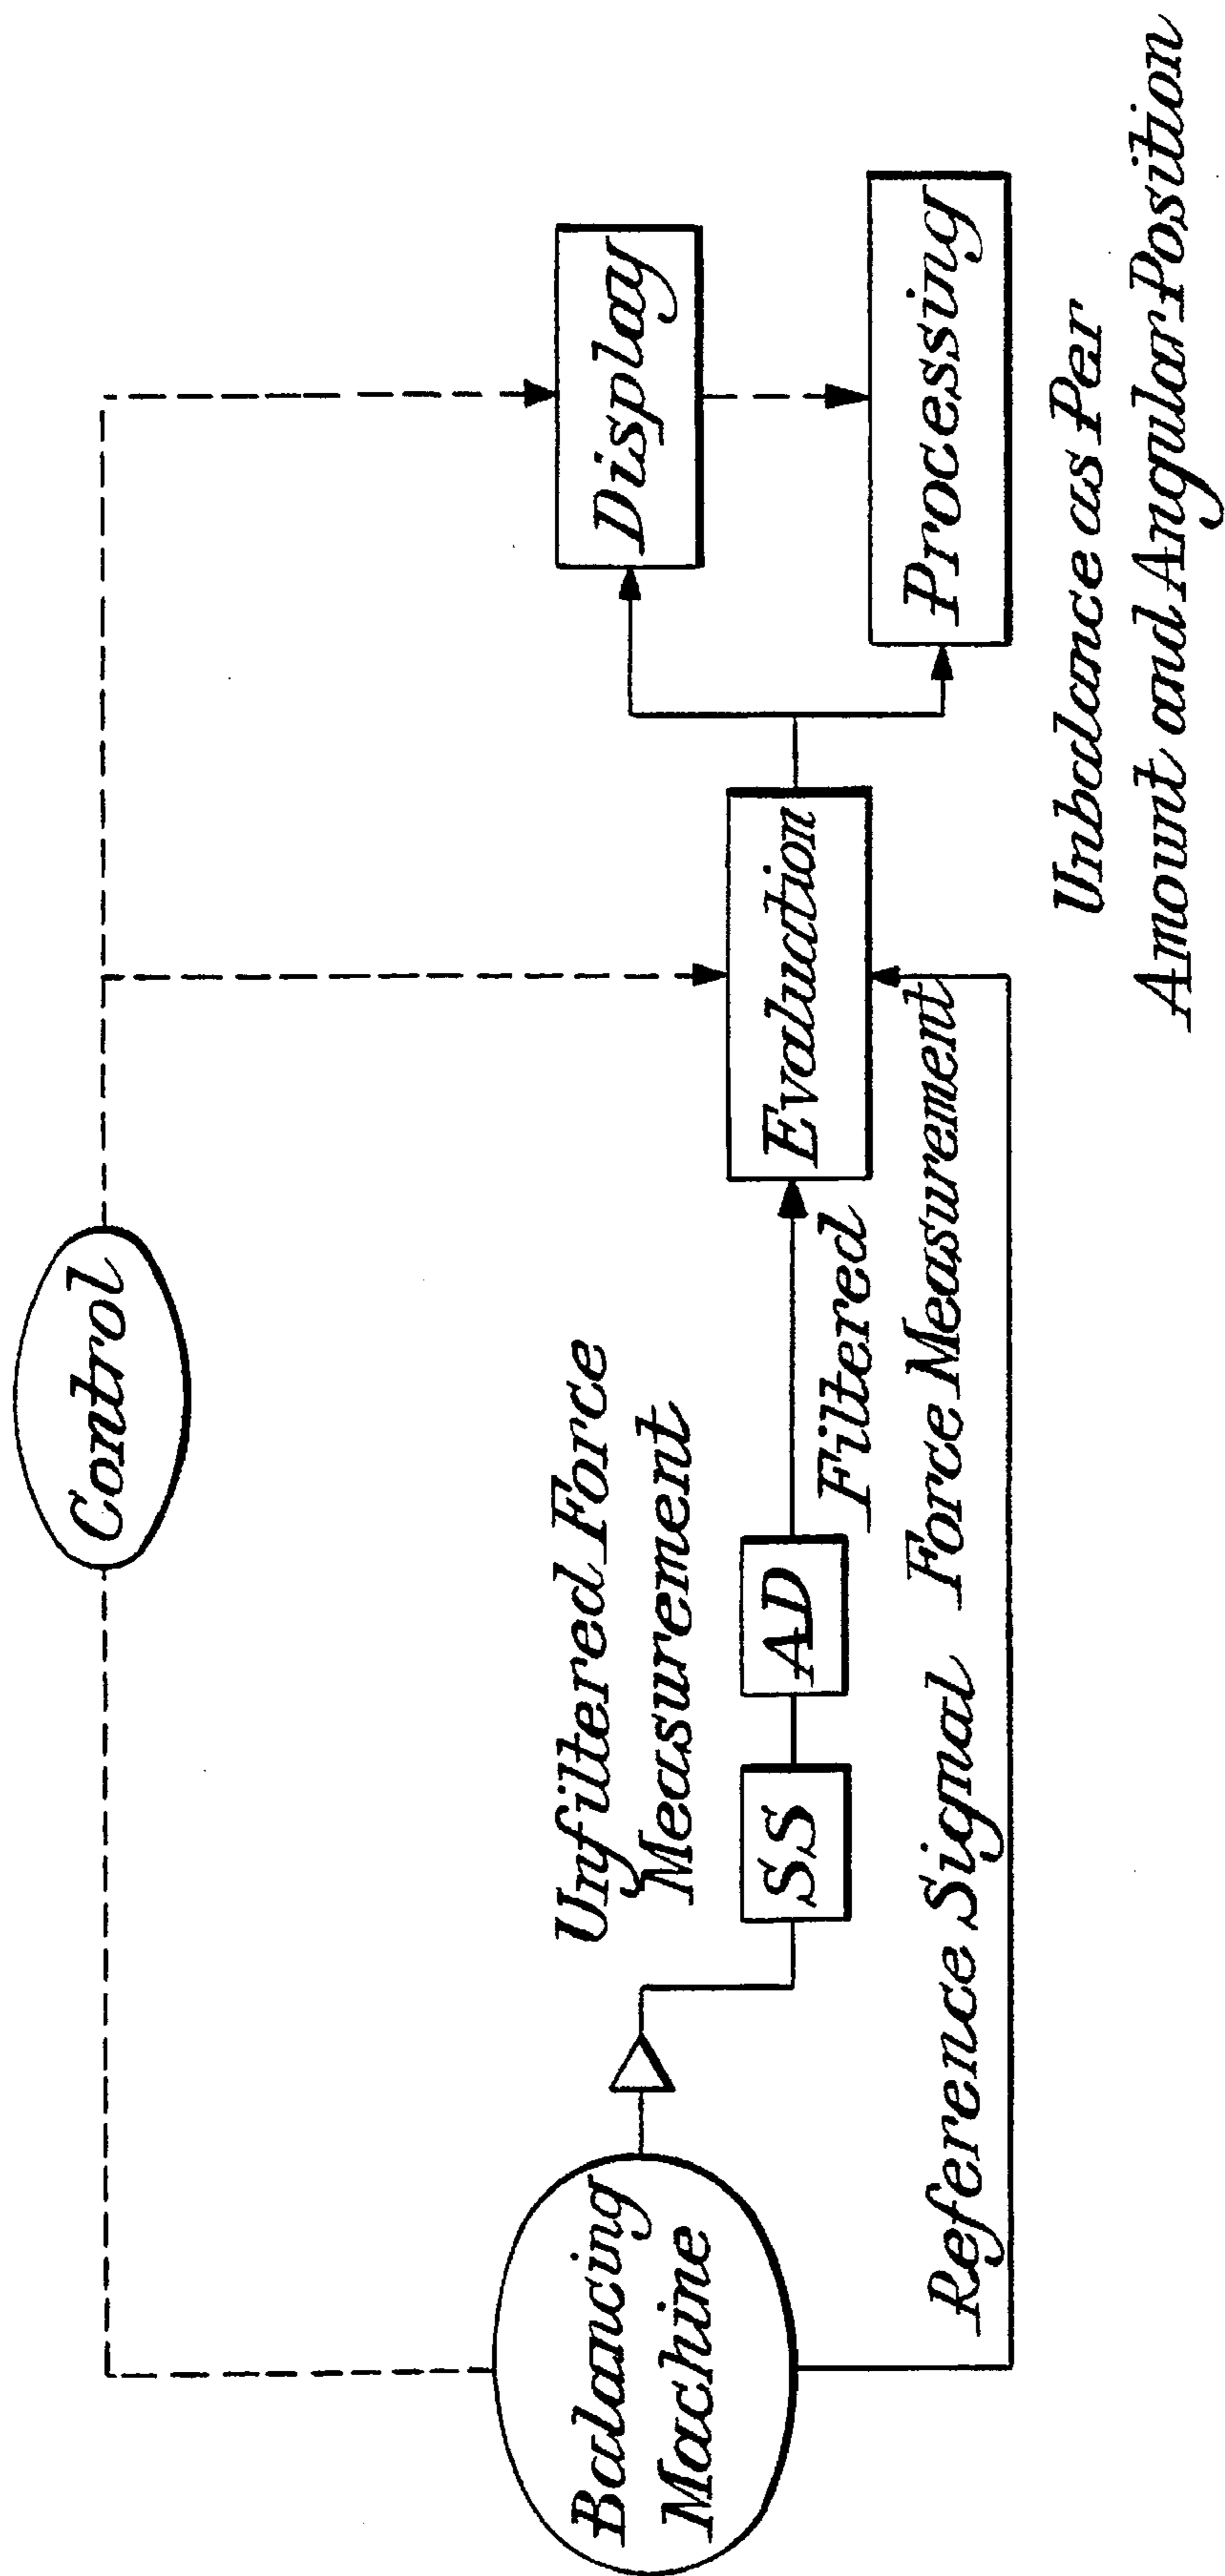 Control
Balancing
Machine
Unfiltered Force
Measurement
SS
AD
Filtered
Force Measurement
Reference Signal
Evaluation
Display
Processing
Unbalance as Per
Amount and Angular Position